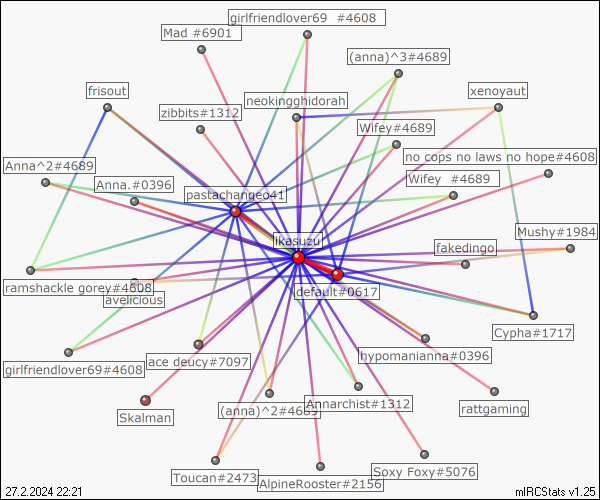 girlfriendlover69 #4608
Mad #6901
(anna)^3#4689
frisout
xenoyaut
neokingghidorah
zibbits#1312
Wifey#4689
no cops no laws no hope#4608
Anna^2#4689
Anna.#0396
Wifey #4689
pastachangeo41
Mushy#1984
likasuzu
fakedingo
ramshackle gorey#4608
default#0617
lavelicious
Cypha#1717
hypomanianna#0396
ace deucy#7097
girlfriendlover69#4608
Annarchist#1312
rattgaming
Skalman
(anna)^2#4689
Soxy Foxy#5076
Toucan#2473
AlpineRooster#2156
27.2.2024 22:21
mIRCStats v1.25